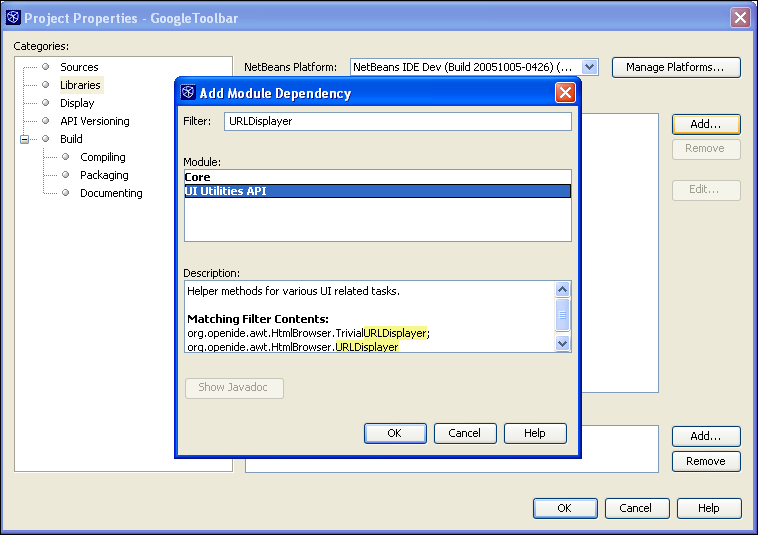 Project Properties - GoogleToolbar
Categories:
Sources
Libraries
Display
API Versioning
Build
Compiling
Packaging
Documenting
NetBeans Platform:
NetBeans IDE Dev (Build 20051005-0426) (...
Manage Platforms...
Add...
Remove
Edit...
Add Module Dependency
Filter:
URLDisplayer
Module:
Core
UI Utilities API
Description:
Helper methods for various UI related tasks.
Matching Filter Contents:
org.openide.awt.HtmlBrowser.TrivialURLDisplayer;
org.openide.awt.HtmlBrowser.URLDisplayer
Show Javadoc
OK
Cancel
Help
Add...
Remove
OK
Cancel
Help